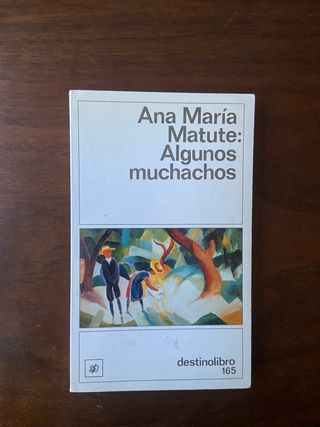 Ana María
Matute:
Algunos
muchachos
destinolibro
165